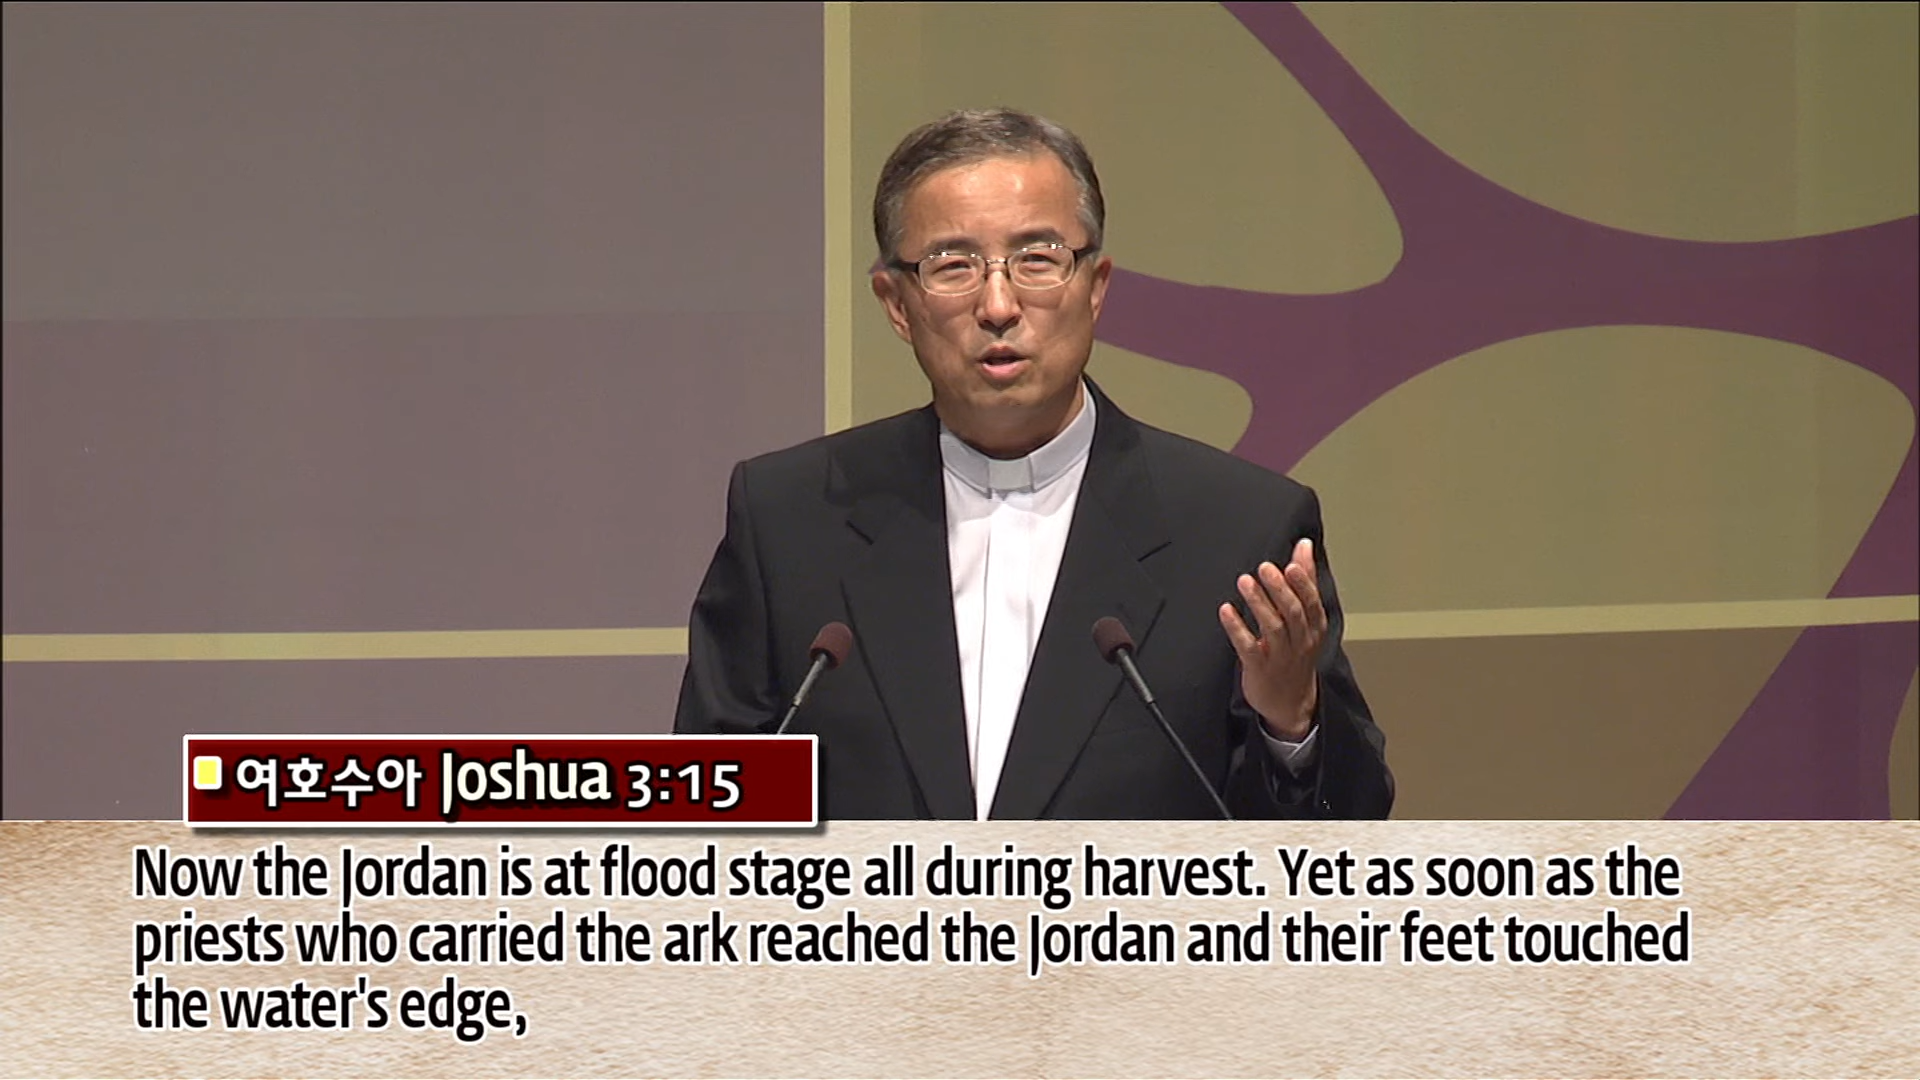 여호수아 Joshua 3:15
Now the Jordan is at flood stage all during harvest. Yet as soon as the
priests who carried the ark reached the Jordan and their feet touched
the water's edge,